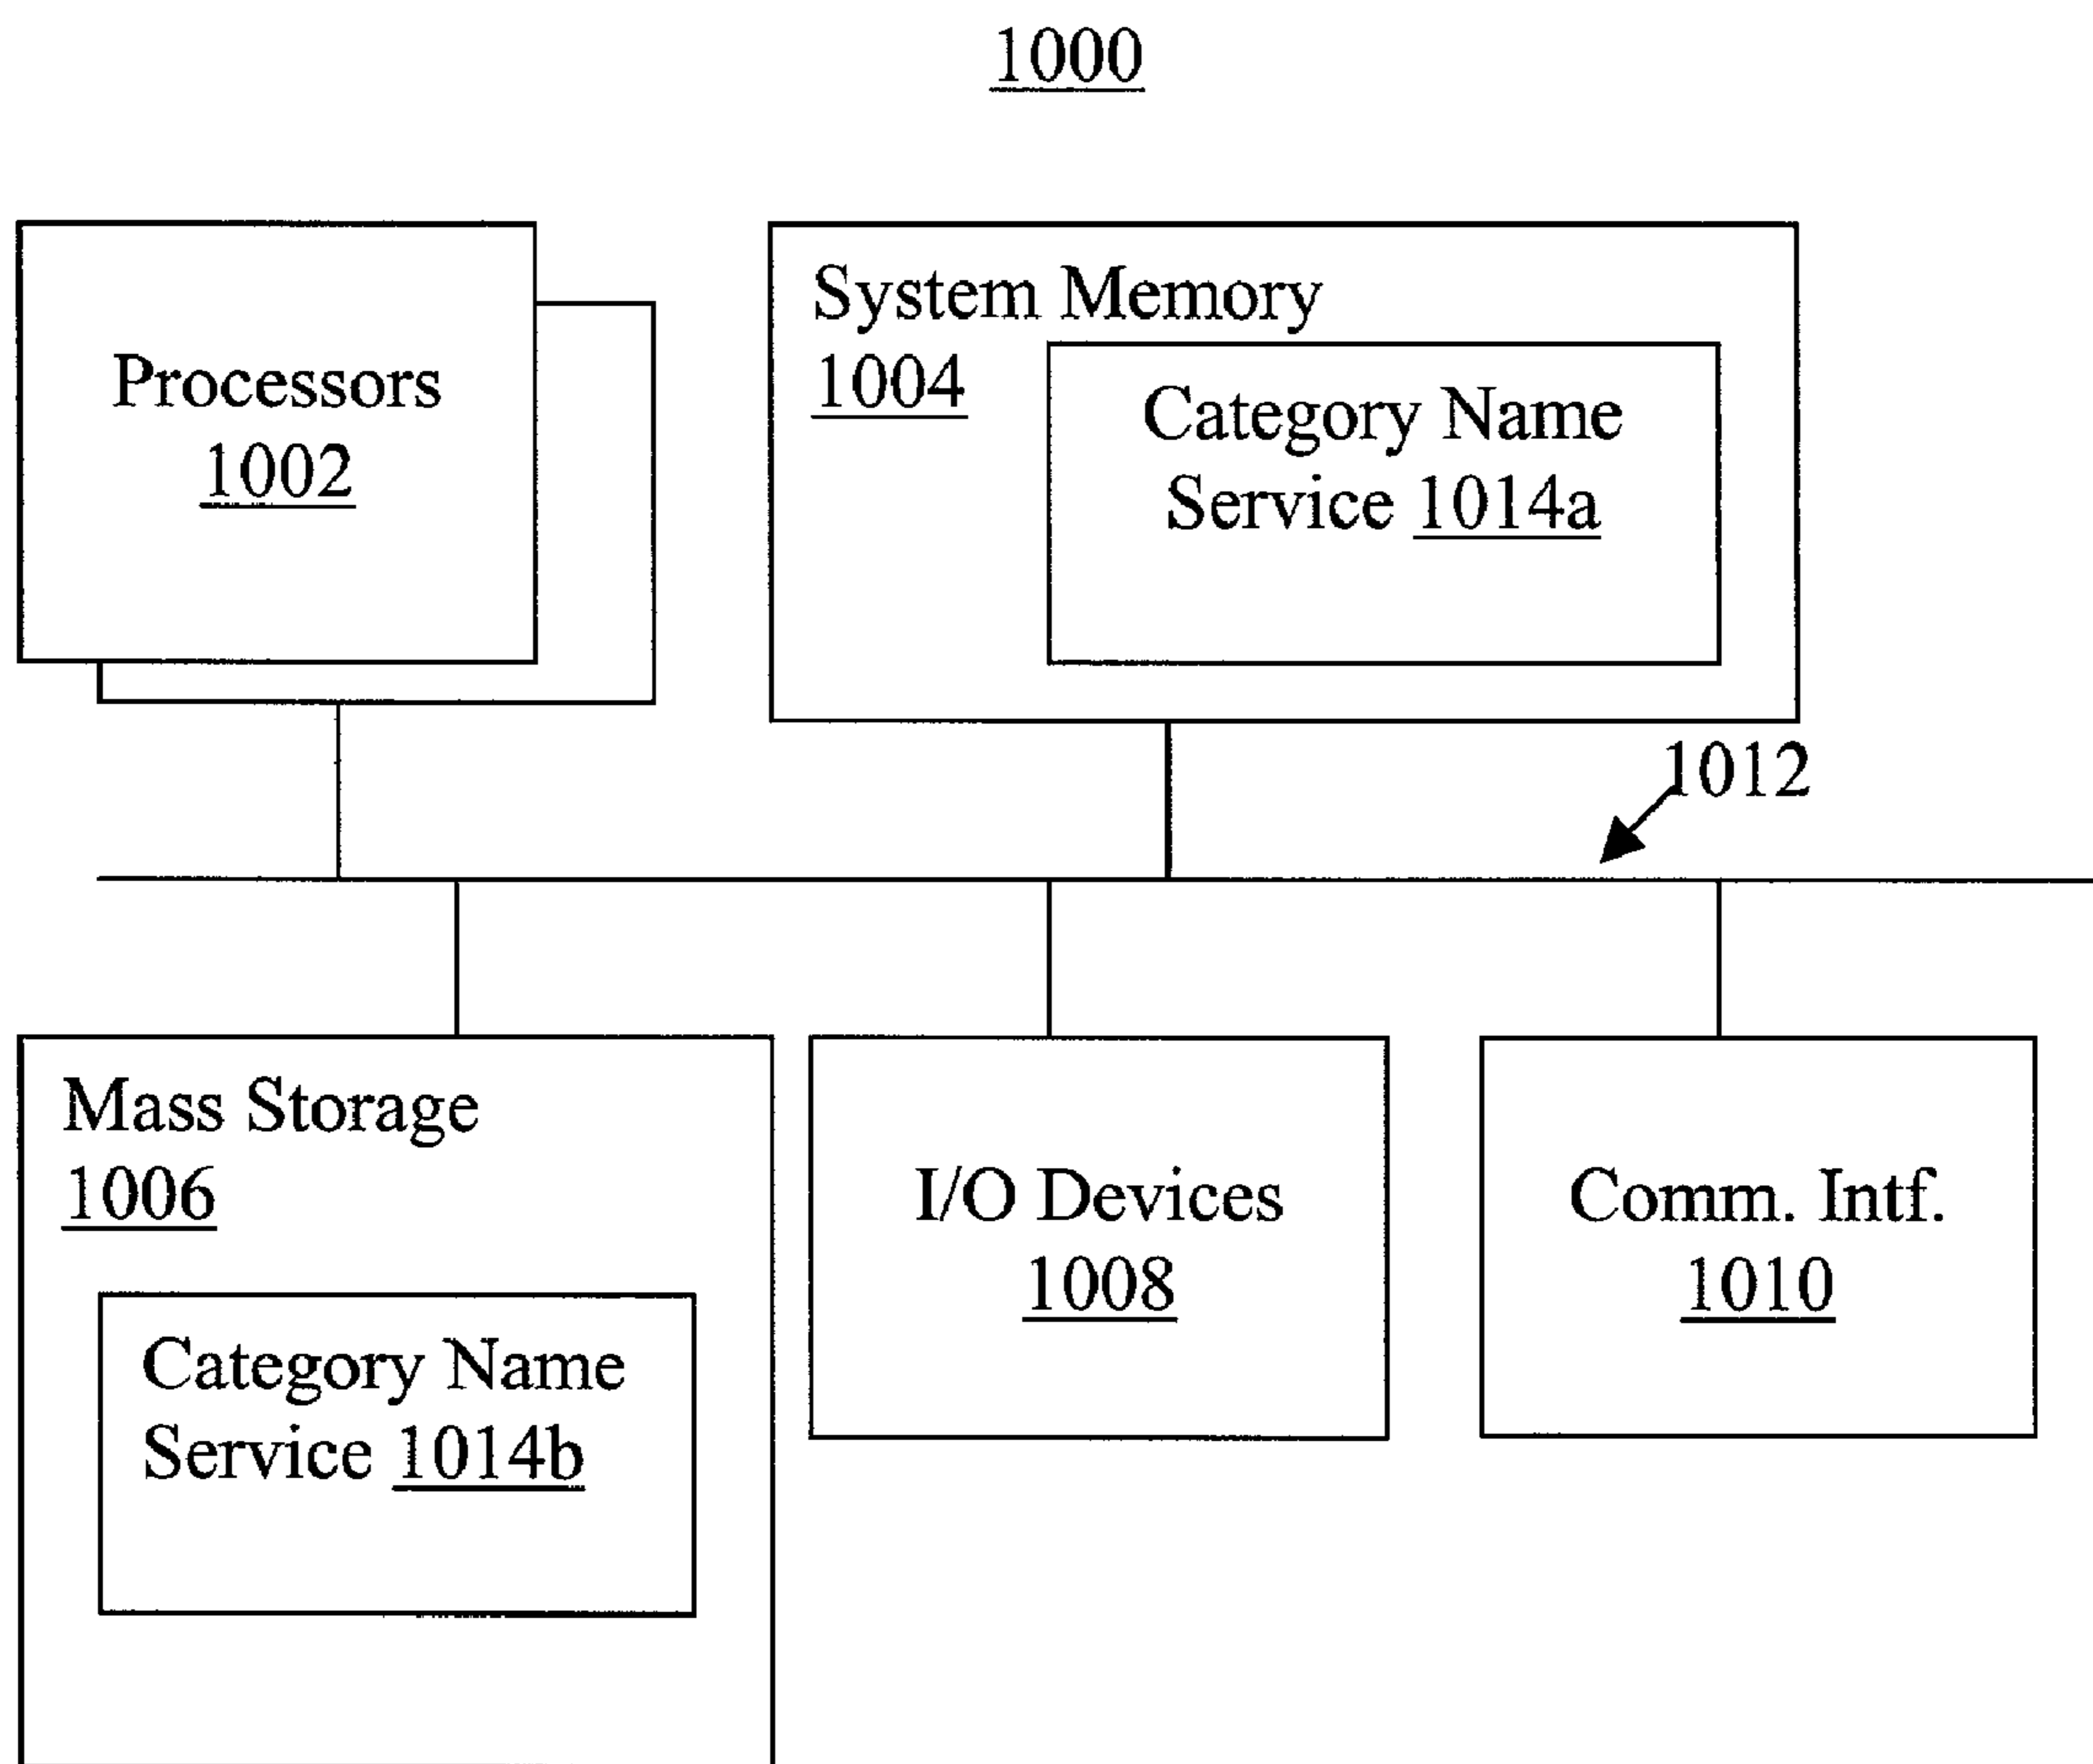 1000
Processors
1002
System Memory
1004
Category Name
Service 1014a
1012
Mass Storage
1006
Category Name
Service 1014b
I/O Devices
1008
Comm. Intf.
1010